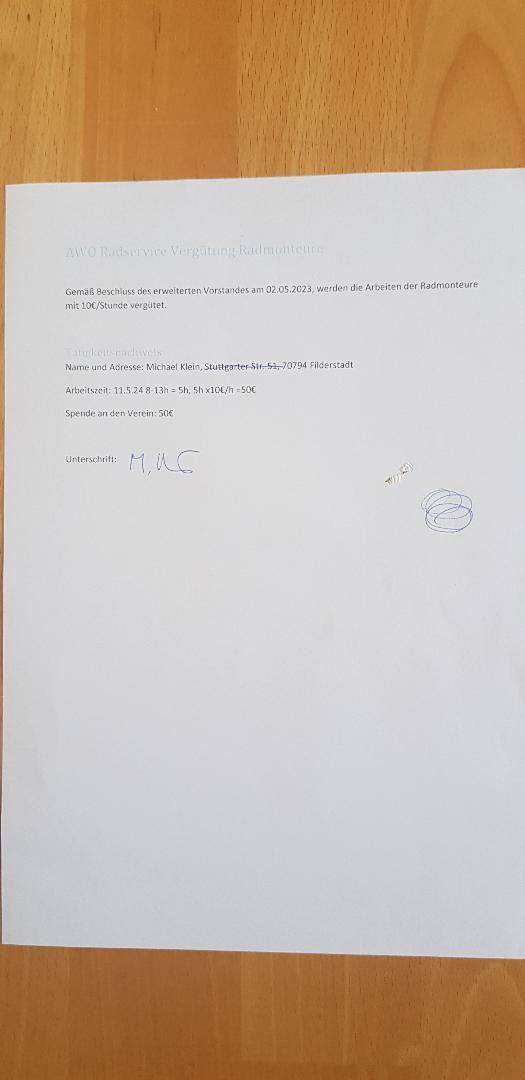 AWO Radservice Vergütung Radmonteure
Gemäß Beschluss des erweiterten Vorstandes am 02.05.2023, werden die Arbeiten der Radmonteure
mit 10€/Stunde vergütet.
Tätigkeitsnachweis
Name und Adresse: Michael Klein, Stuttgarter Str. 51, 70794 Filderstadt
Arbeitszeit: 11.5.24 8-13h = 5h, 5h x10€/h =50€
Spende an den Verein: 50€
Unterschrift: